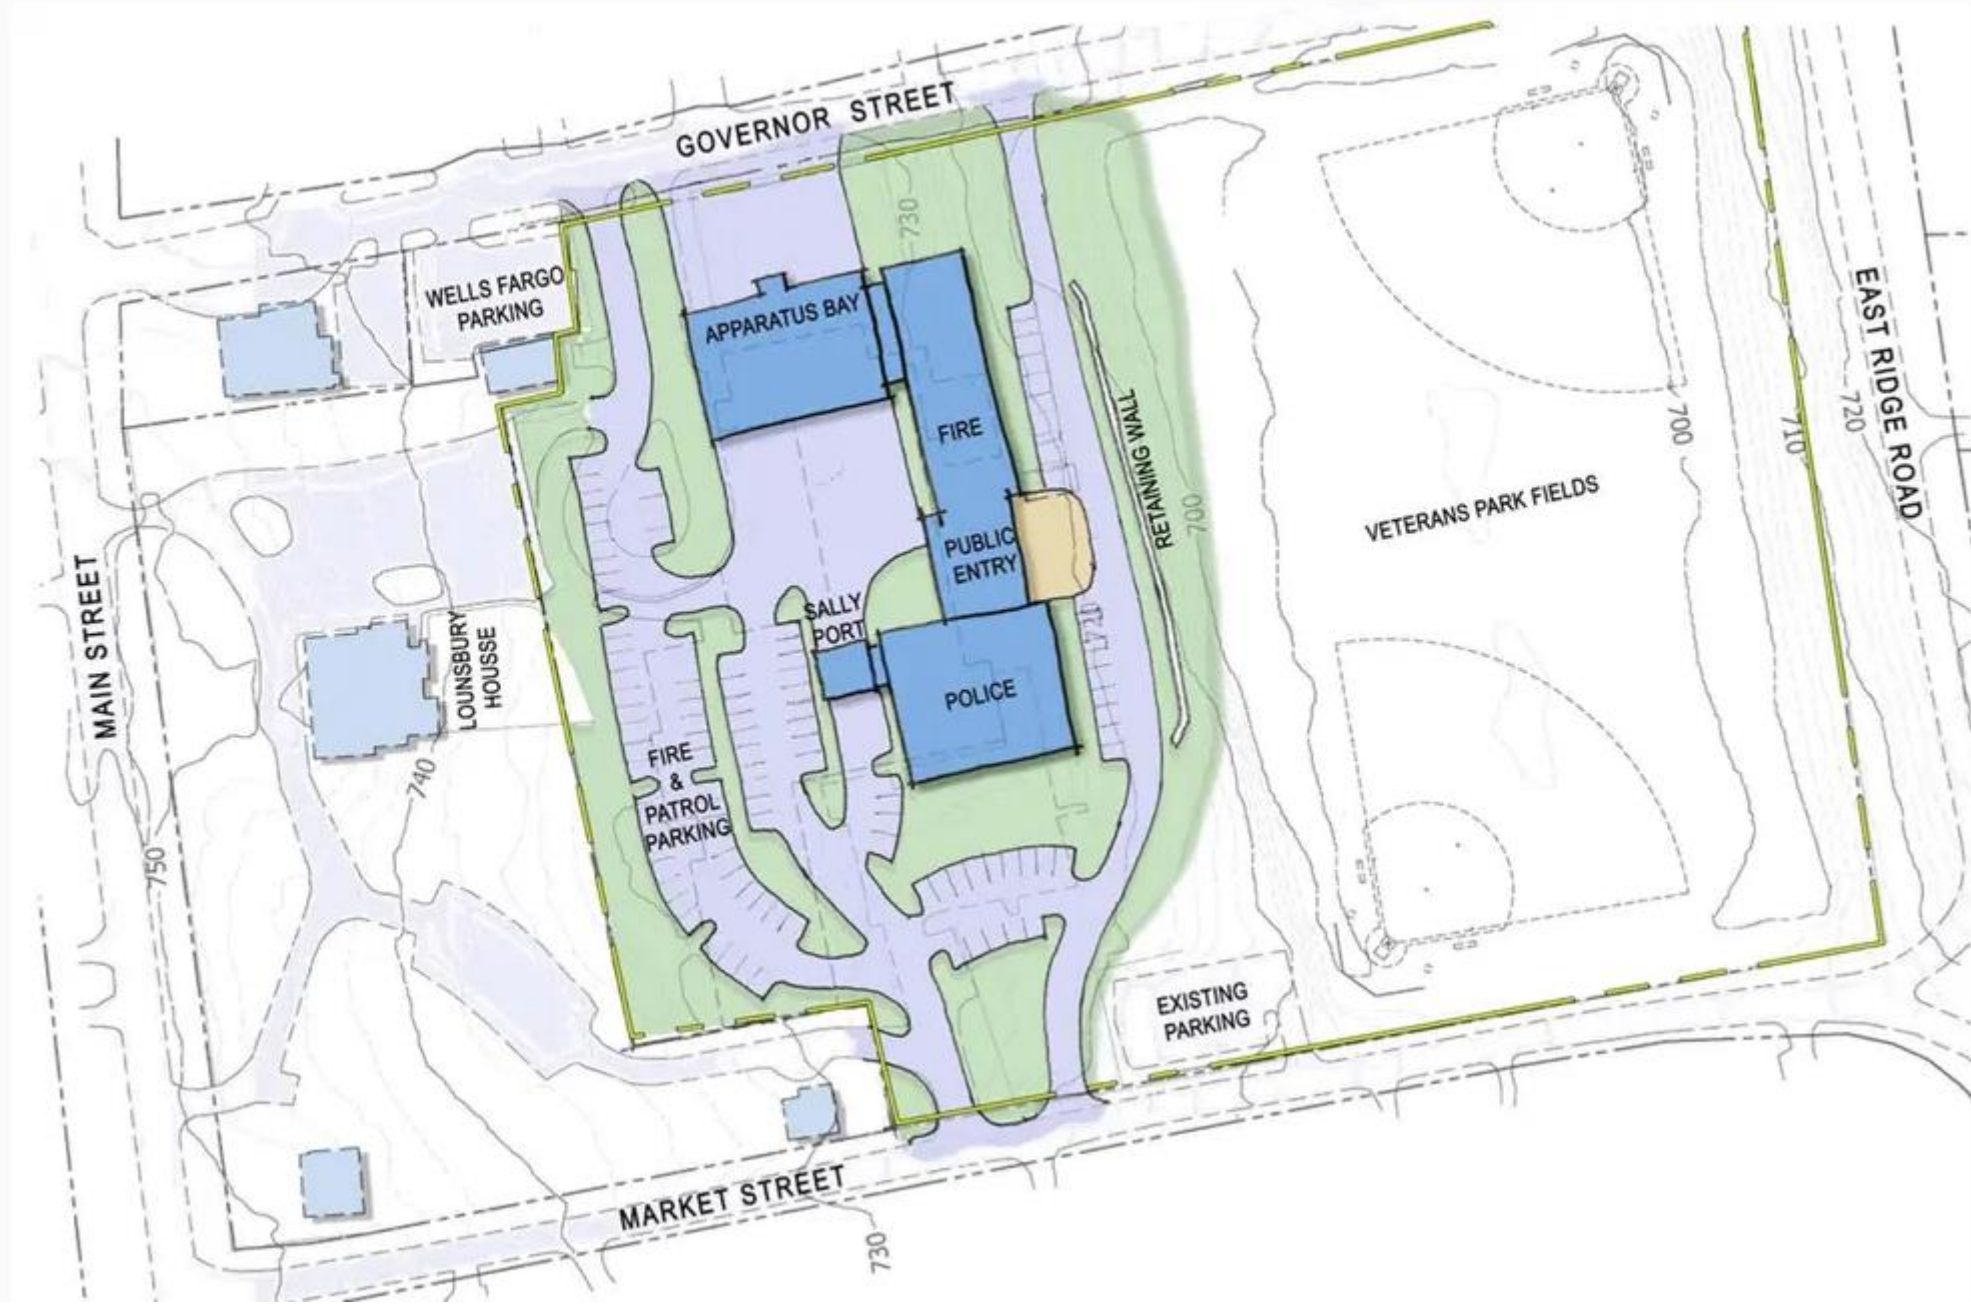 GOVERNOR STREET
WELLS FARGO
PARKING
730
APPARATUS BAY
FIRE
RETAINING WALL
700
PUBLIC
ENTRY
SALLY
PORT
POLICE
FIRE
&
PATROL
PARKING
LOUNSBURY
HOUSSE
740
MAIN STREET
750
VETERANS PARK FIELDS
700
710
720
EAST RIDGE ROAD
EXISTING
PARKING
MARKET STREET
730